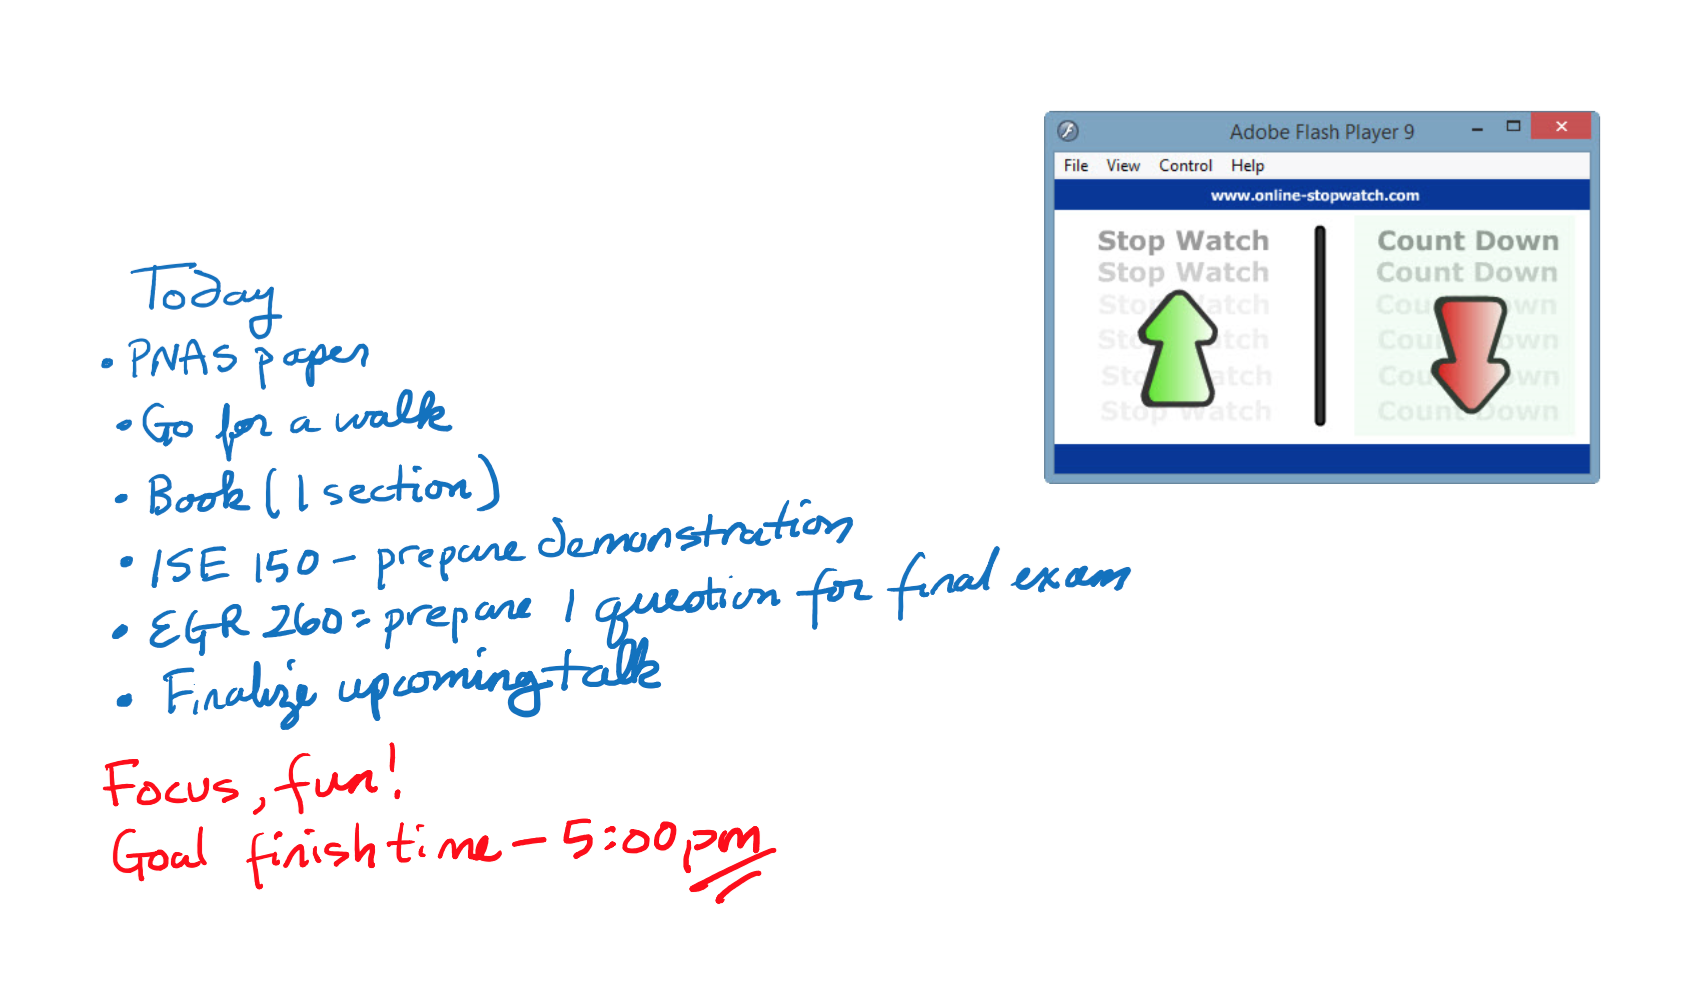 Adobe Flash Player 9
File View Control Help
www.online-stopwatch.com
Stop Watch
Stop Watch
Stop Watch
Stop Watch
Stop Watch
Stop Watch
Count Down
Count Down
Count Down
Count Down
Count Down
Count Down
Today
• PNAS paper
• Go for a walk
• Book (1 section)
• ISE 150 – prepare demonstration
• EGR 260 = prepare 1 question for final exam
• Finalize upcoming talk
Focus, fun!
Goal finish time – 5:00 pm